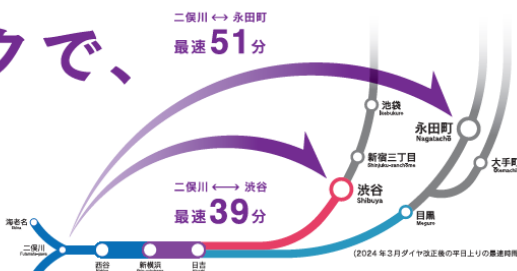 クで、
二俣川 ↔ 永田町
最速51分
池袋
Ikebukuro
永田町
Nagatachō
新宿三丁目
Shinjuku-sanchōme
大手町
Ōtemachi
二俣川 ⟷ 渋谷
最速39分
渋谷
Shibuya
目黒
Meguro
海老名
Ebina
二俣川
Futamata-gawa
西谷
新横浜
日吉
(2024年3月ダイヤ改正後の平日上りの最速時間